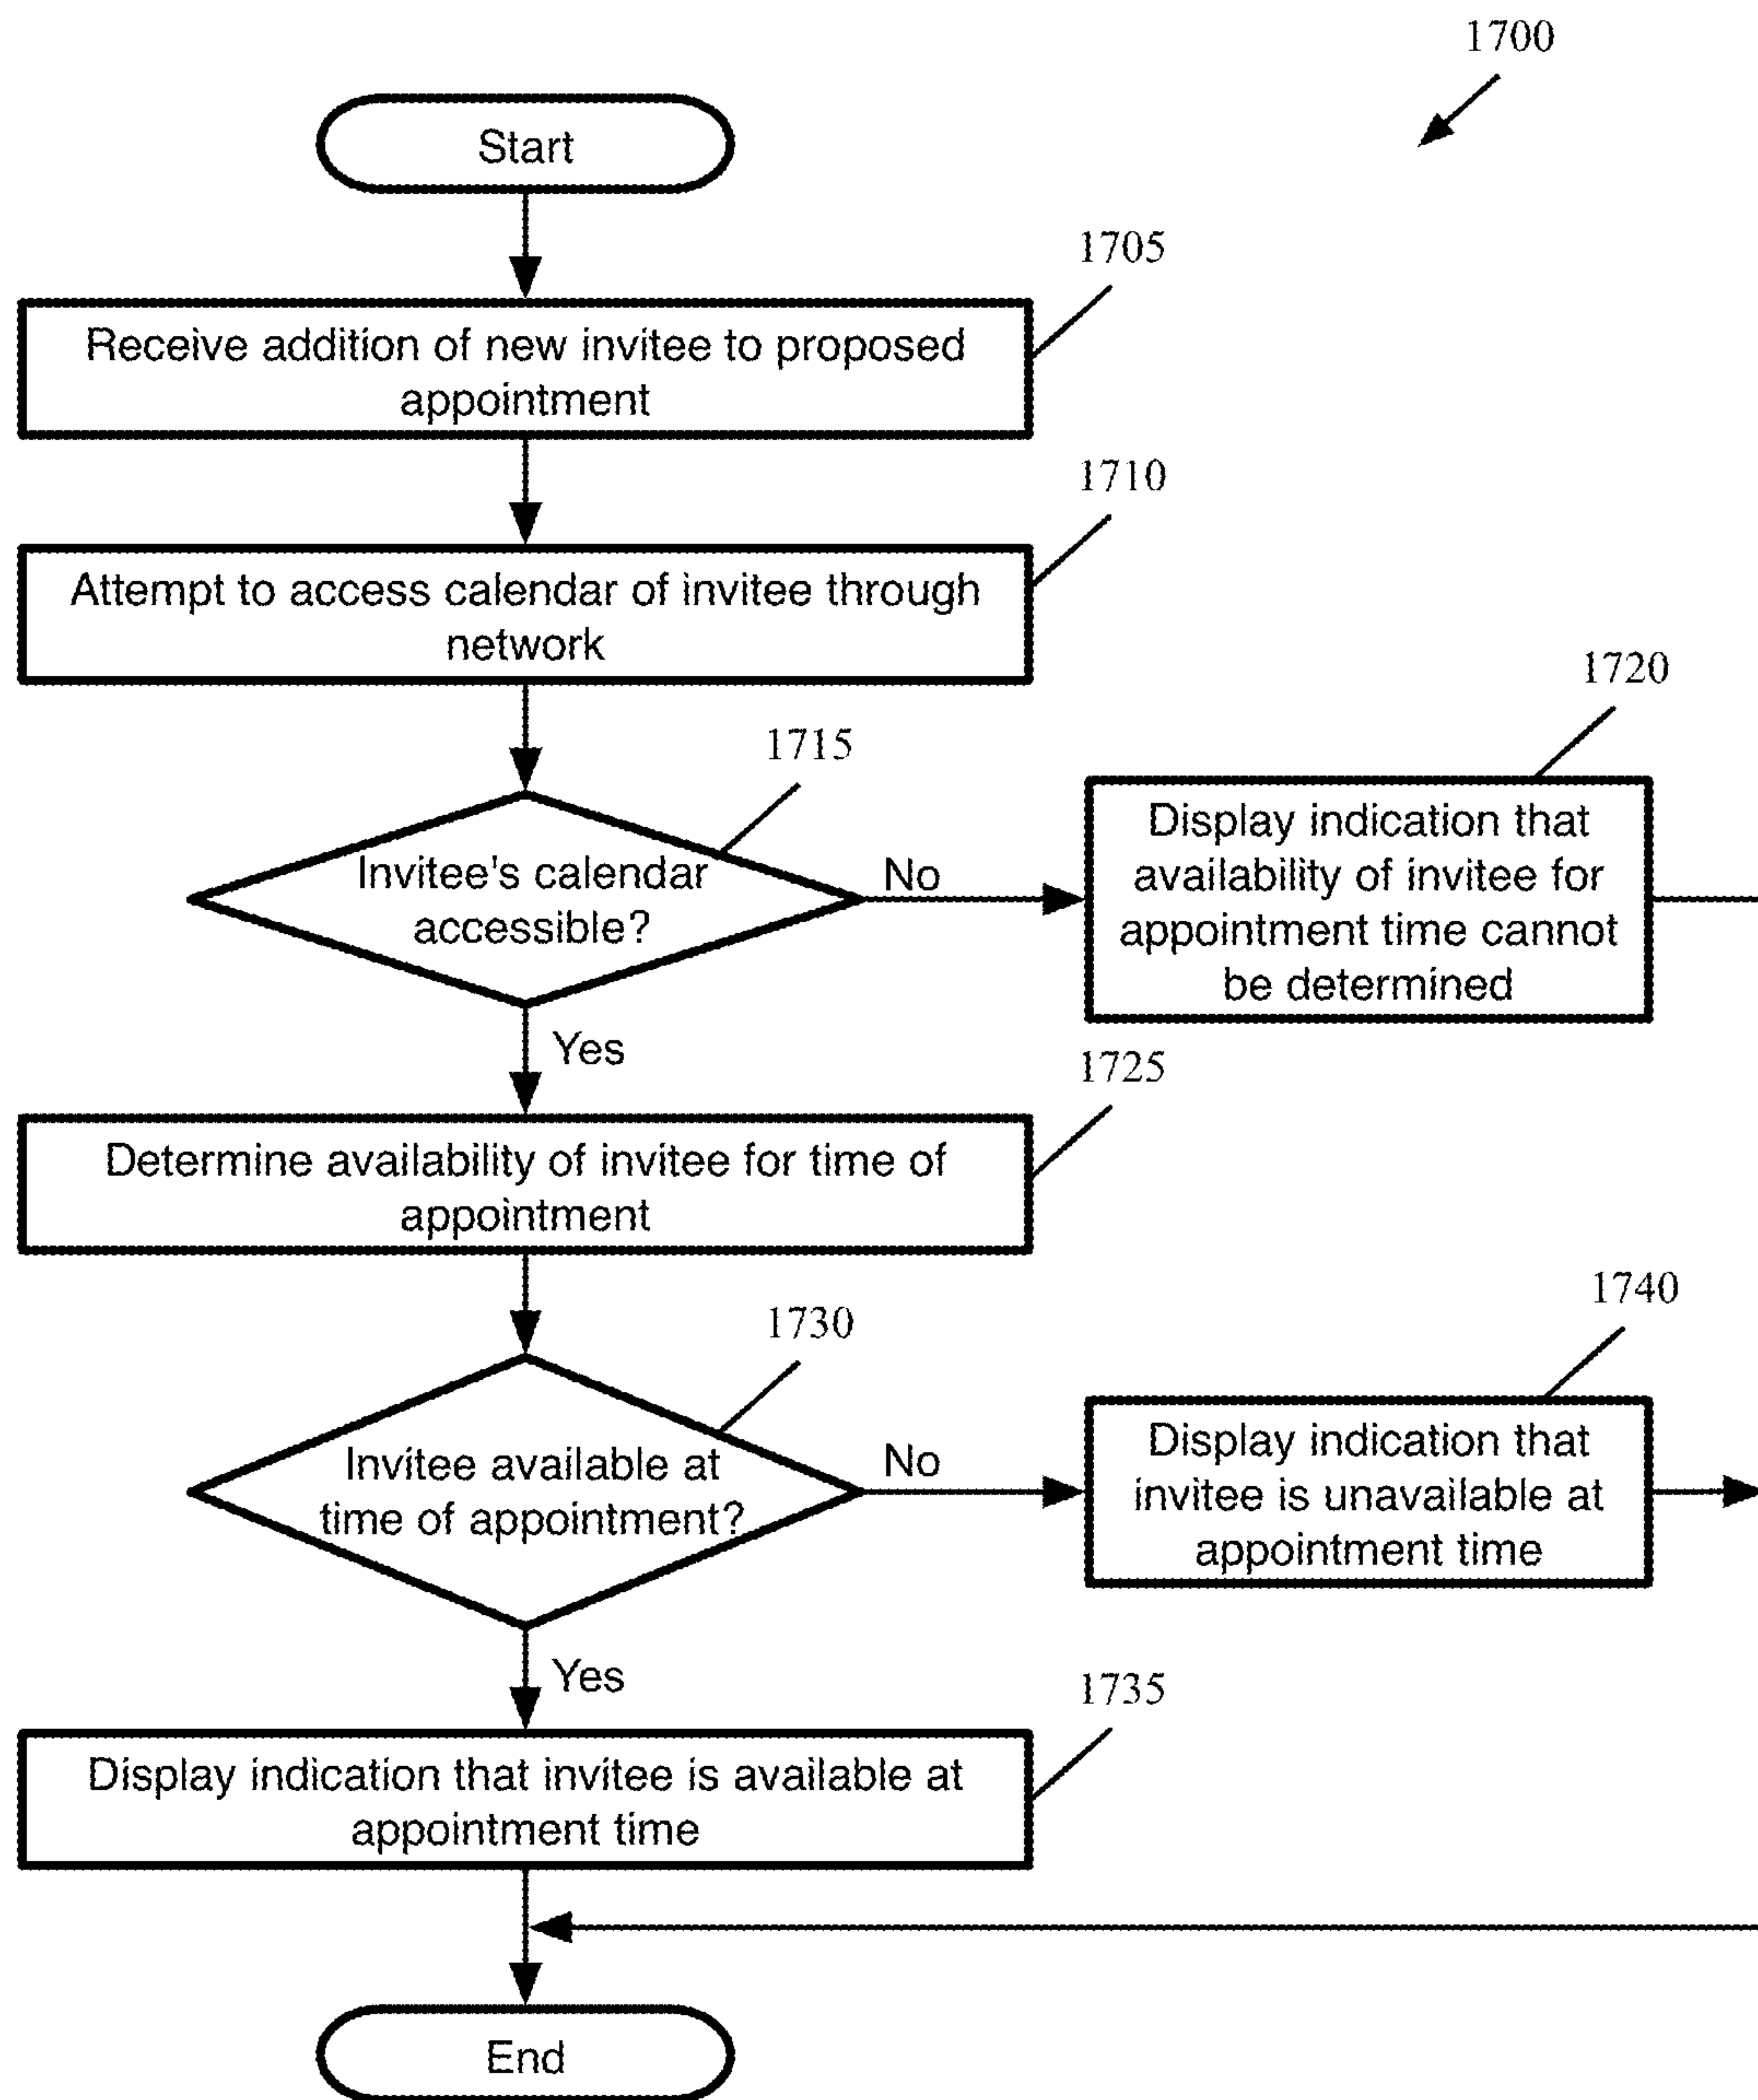 1700
Start
1705
Receive addition of new invitee to proposed
appointment
1710
Attempt to access calendar of invitee through
network
1715
Invitee's calendar
accessible?
No
1720
Display indication that
availability of invitee for
appointment time cannot
be determined
Yes
1725
Determine availability of invitee for time of
appointment
1730
Invitee available at
time of appointment?
No
1740
Display indication that
invitee is unavailable at
appointment time
Yes
1735
Display indication that invitee is available at
appointment time
End